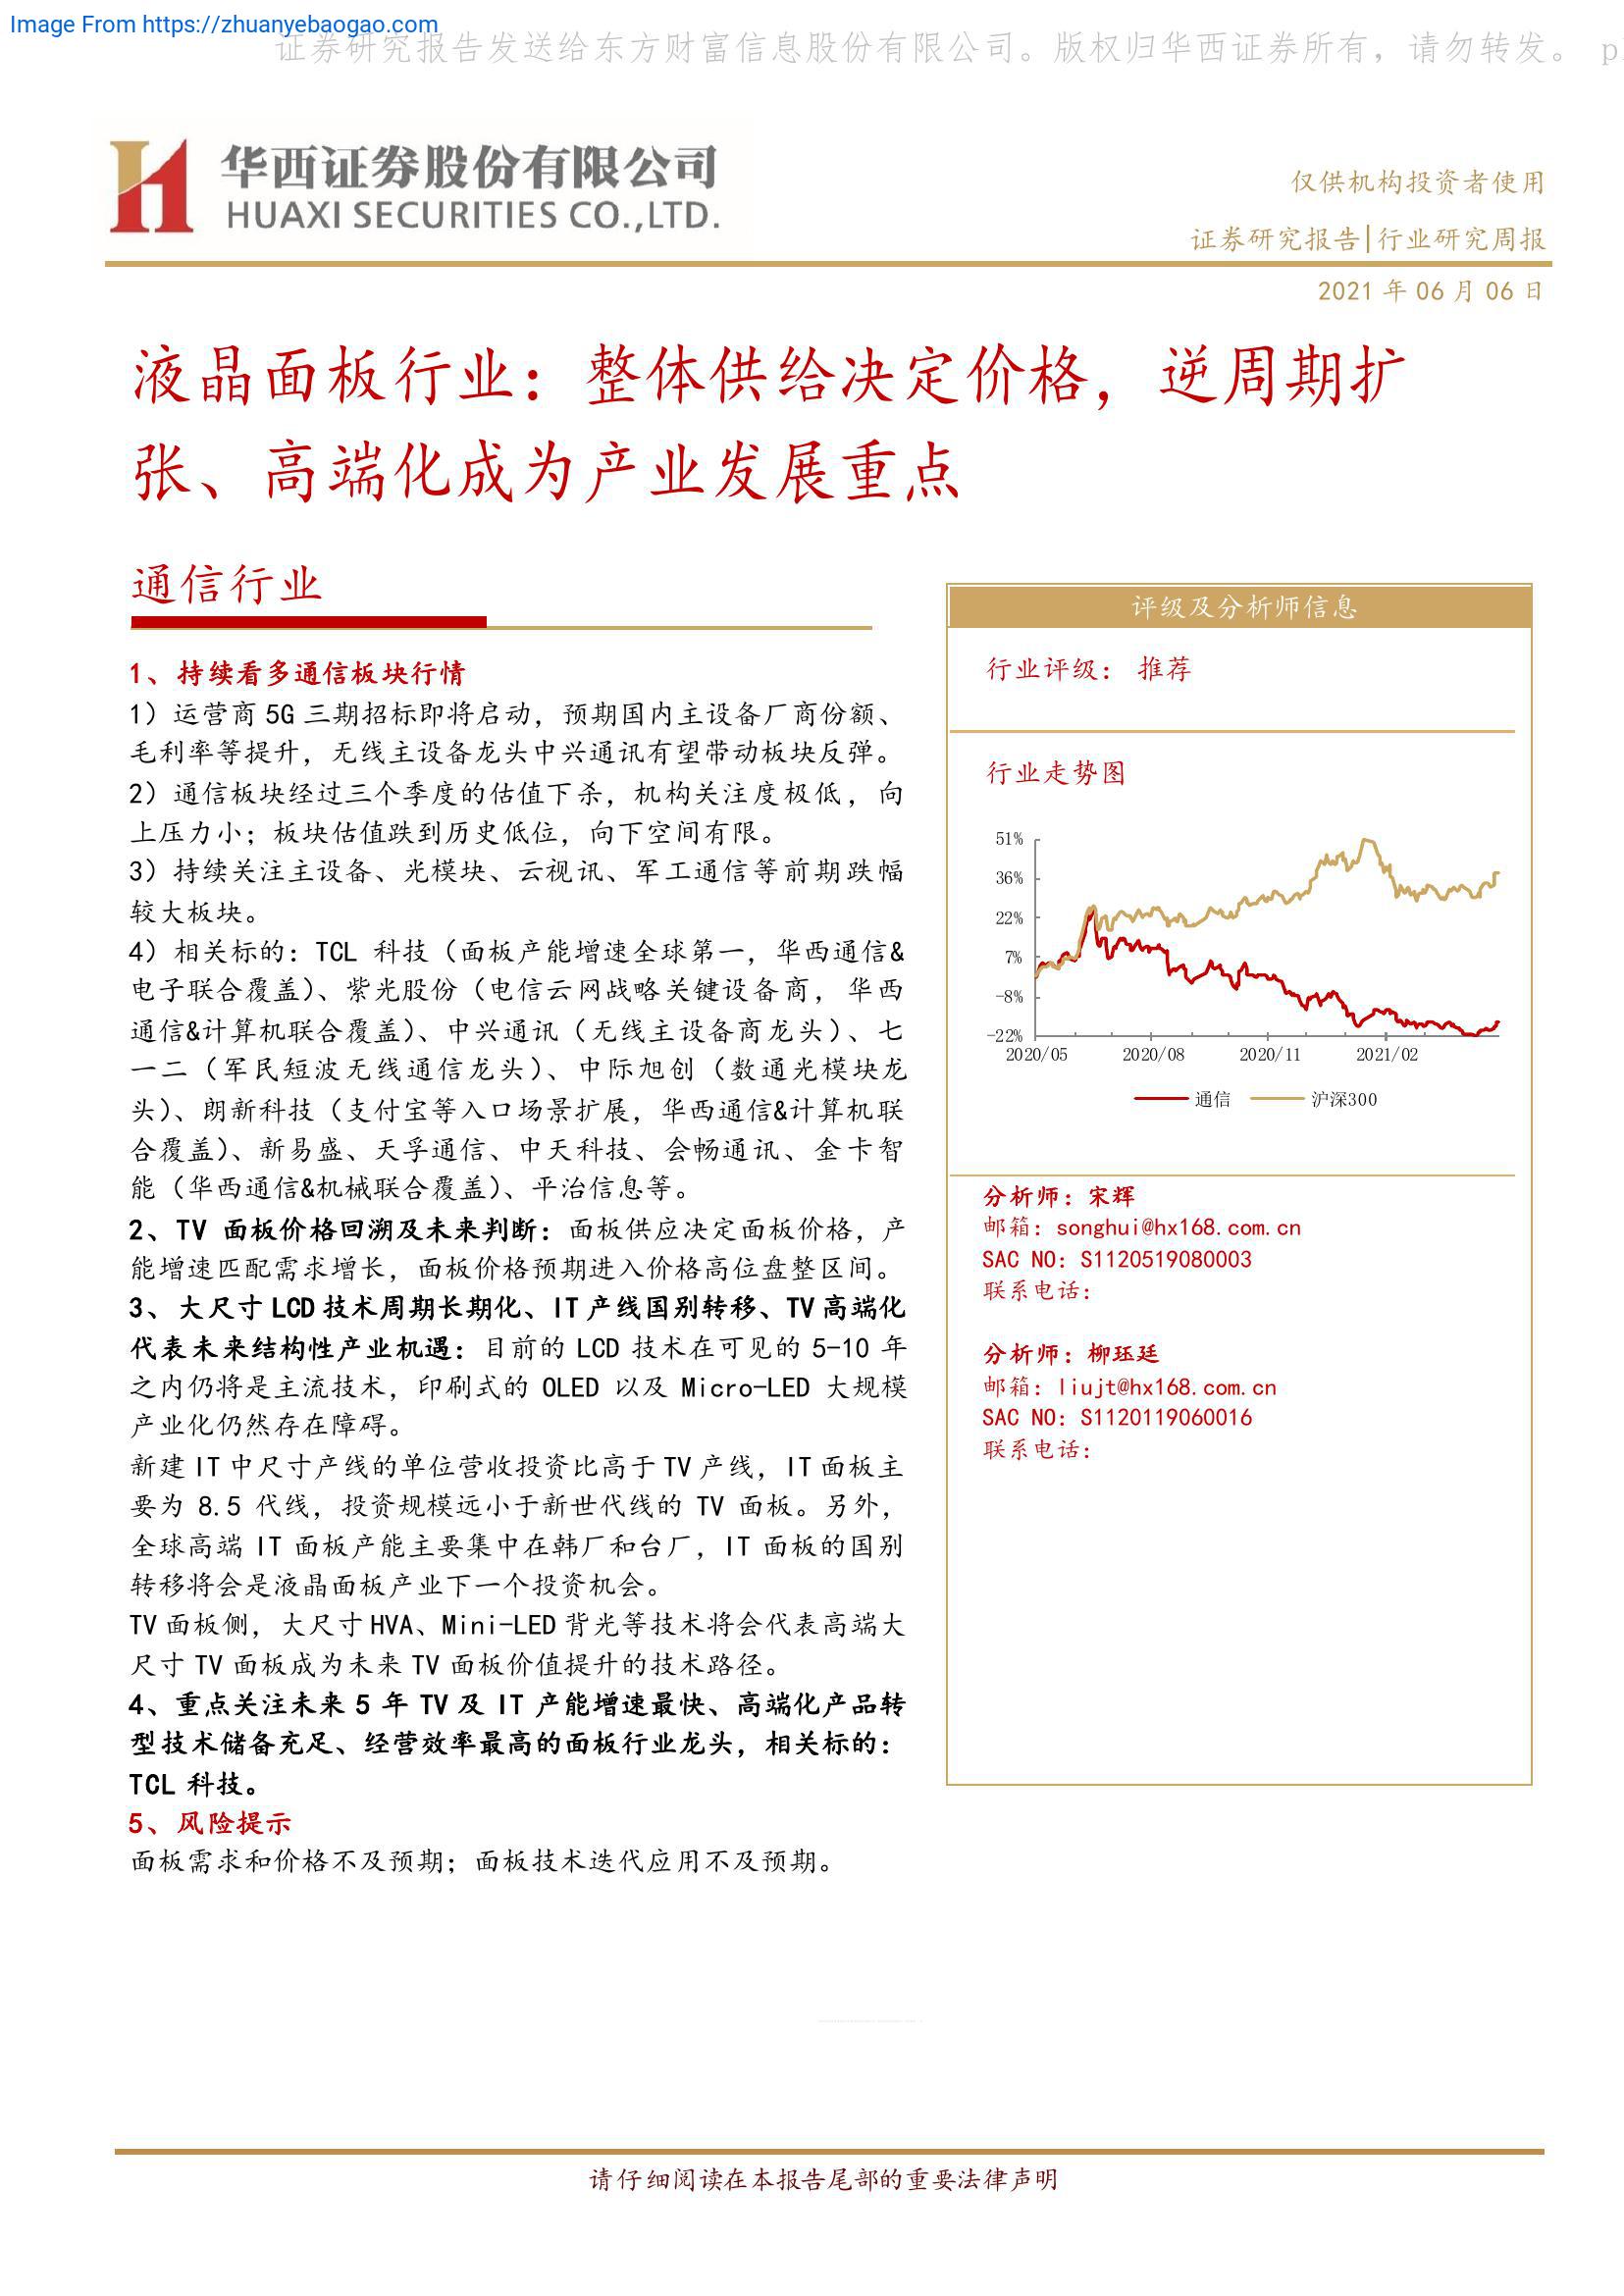 Image From https://zhuanyebaogao.com
证券研究报告发送给东方财富信息股份有限公司。版权归华西证券所有，请勿转发。 p
华西证券股份有限公司
HUAXI SECURITIES CO.,LTD.
仅供机构投资者使用
证券研究报告|行业研究周报
2021 年 06 月 06 日
液晶面板行业：整体供给决定价格，逆周期扩
张、高端化成为产业发展重点
通信行业
1、持续看多通信板块行情
1）运营商 5G 三期招标即将启动，预期国内主设备厂商份额、
毛利率等提升，无线主设备龙头中兴通讯有望带动板块反弹。
2）通信板块经过三个季度的估值下杀，机构关注度极低，向
上压力小；板块估值跌到历史低位，向下空间有限。
3）持续关注主设备、光模块、云视讯、军工通信等前期跌幅
较大板块。
4）相关标的：TCL 科技（面板产能增速全球第一，华西通信&
电子联合覆盖）、紫光股份（电信云网战略关键设备商，华西
通信&计算机联合覆盖）、中兴通讯（无线主设备商龙头）、七
一二（军民短波无线通信龙头）、中际旭创（数通光模块龙
头）、朗新科技（支付宝等入口场景扩展，华西通信&计算机联
合覆盖）、新易盛、天孚通信、中天科技、会畅通讯、金卡智
能（华西通信&机械联合覆盖）、平治信息等。
2、TV 面板价格回溯及未来判断：面板供应决定面板价格，产
能增速匹配需求增长，面板价格预期进入价格高位盘整区间。
3、大尺寸 LCD 技术周期长期化、IT 产线国别转移、TV 高端化
代表未来结构性产业机遇：目前的 LCD 技术在可见的 5-10 年
之内仍将是主流技术，印刷式的 OLED 以及 Micro-LED 大规模
产业化仍然存在障碍。
新建 IT 中尺寸产线的单位营收投资比高于 TV 产线，IT 面板主
要为 8.5 代线，投资规模远小于新世代线的 TV 面板。另外，
全球高端 IT 面板产能主要集中在韩厂和台厂，IT 面板的国别
转移将会是液晶面板产业下一个投资机会。
TV 面板侧，大尺寸 HVA、Mini-LED 背光等技术将会代表高端大
尺寸 TV 面板成为未来 TV 面板价值提升的技术路径。
4、重点关注未来 5 年 TV 及 IT 产能增速最快、高端化产品转
型技术储备充足、经营效率最高的面板行业龙头，相关标的：
TCL 科技。
5、风险提示
面板需求和价格不及预期；面板技术迭代应用不及预期。
评级及分析师信息
行业评级： 推荐
行业走势图
51%
36%
22%
7%
-8%
-22%
2020/05 2020/08 2020/11 2021/02
通信 沪深300
分析师：宋辉
邮箱：songhui@hx168.com.cn
SAC NO：S1120519080003
联系电话：
分析师：柳珏廷
邮箱：liujt@hx168.com.cn
SAC NO：S1120119060016
联系电话：
请仔细阅读在本报告尾部的重要法律声明